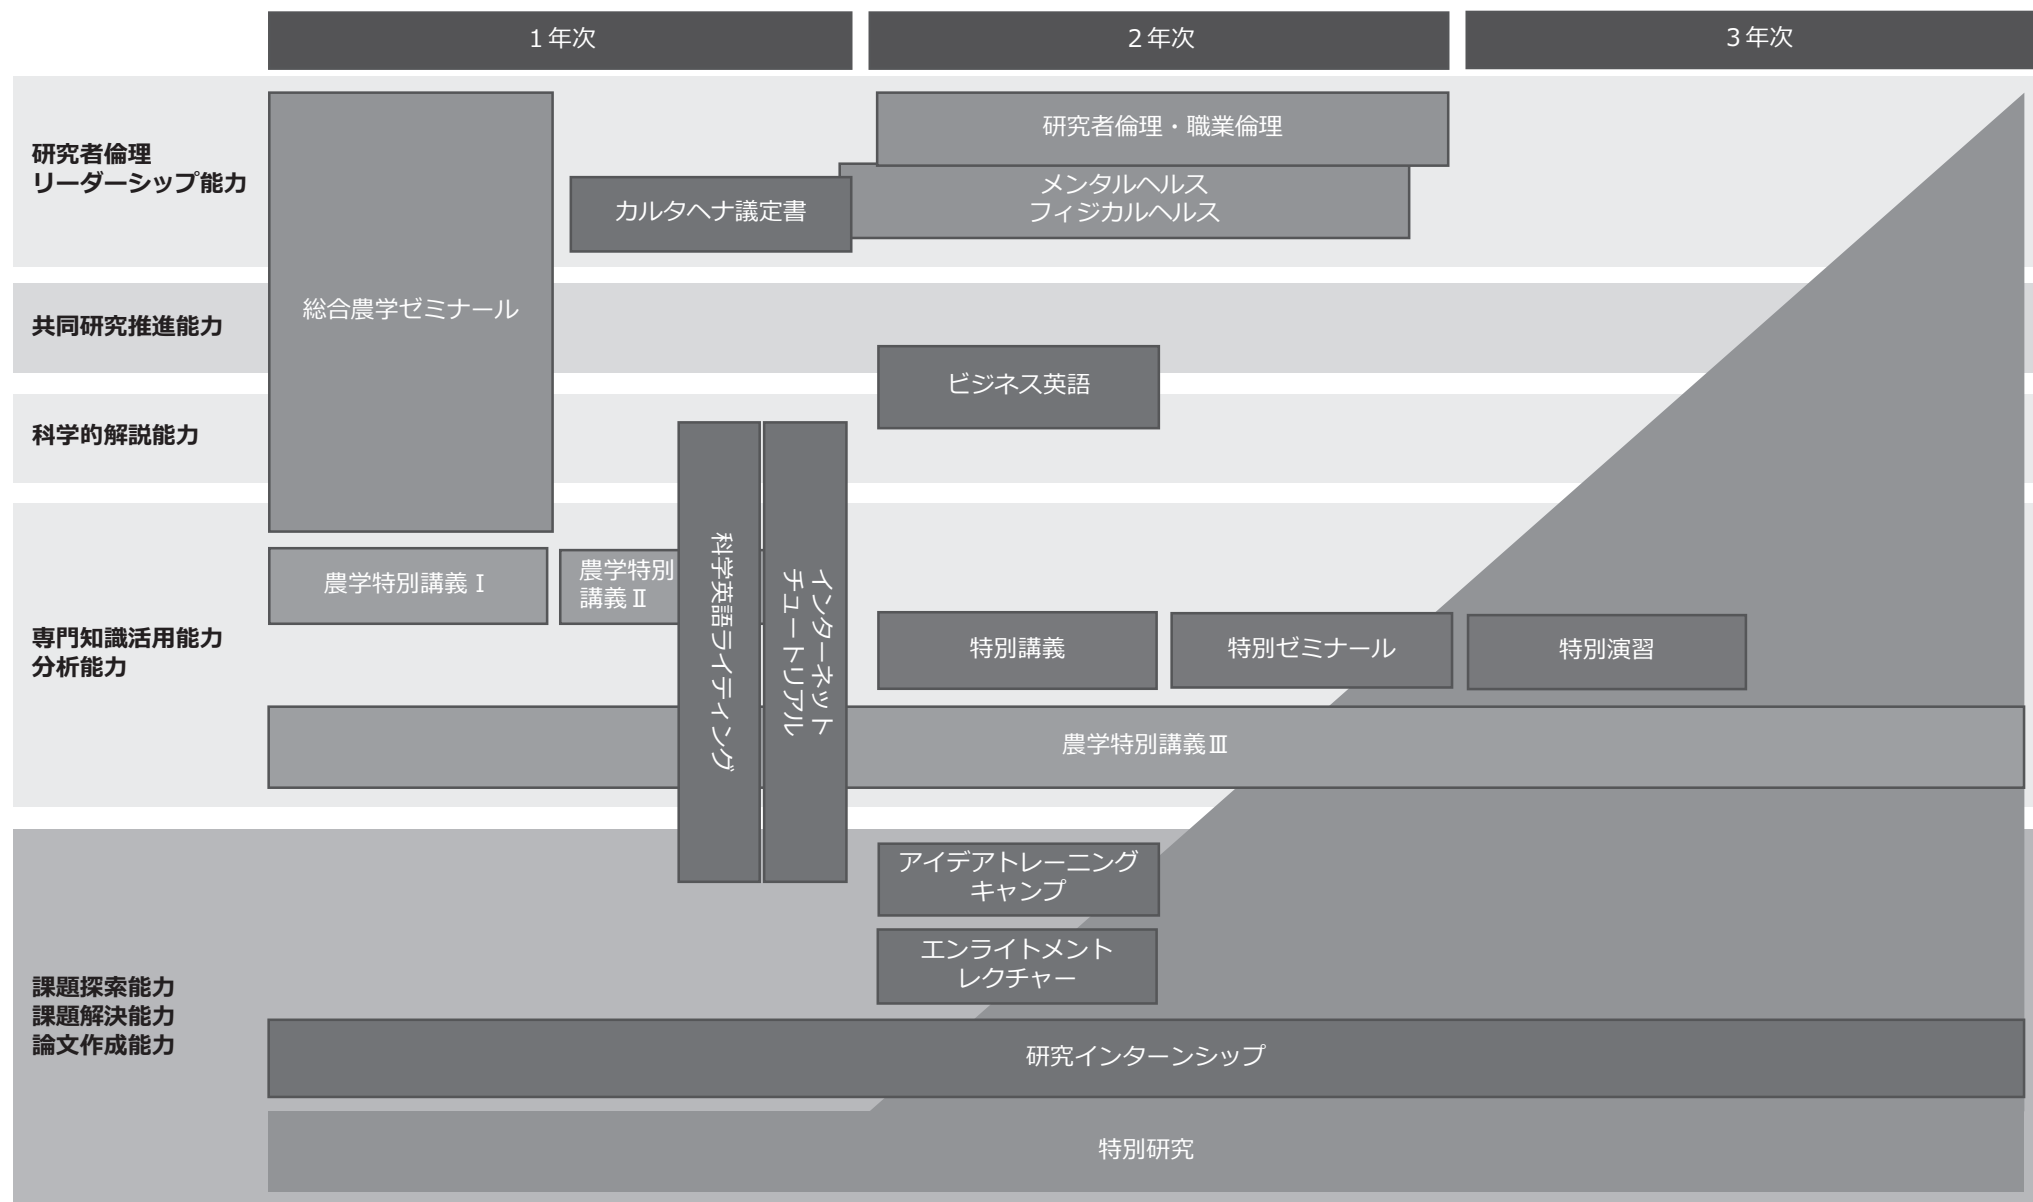 1年次
2年次
3年次
研究者倫理
リーダーシップ能力
総合農学ゼミナール
カルタヘナ議定書
研究者倫理・職業倫理
メンタルヘルス
フィジカルヘルス
共同研究推進能力
ビジネス英語
科学的解説能力
専門知識活用能力
分析能力
農学特別講義Ⅰ
農学特別
講義Ⅱ
科学英語ライティング
インターネット
チュートリアル
特別講義
特別ゼミナール
特別演習
農学特別講義Ⅲ
課題探索能力
課題解決能力
論文作成能力
アイデアトレーニング
キャンプ
エンライトメント
レクチャー
研究インターンシップ
特別研究